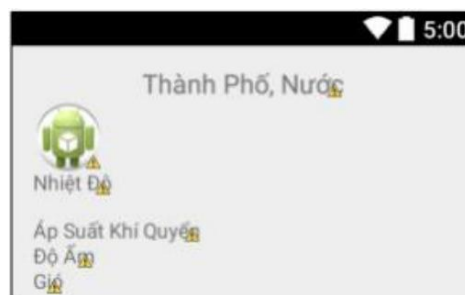 5:00
Thành Phố, Nước
Nhiệt Độ
Áp Suất Khí Quyển
Độ Ẩm
Gió